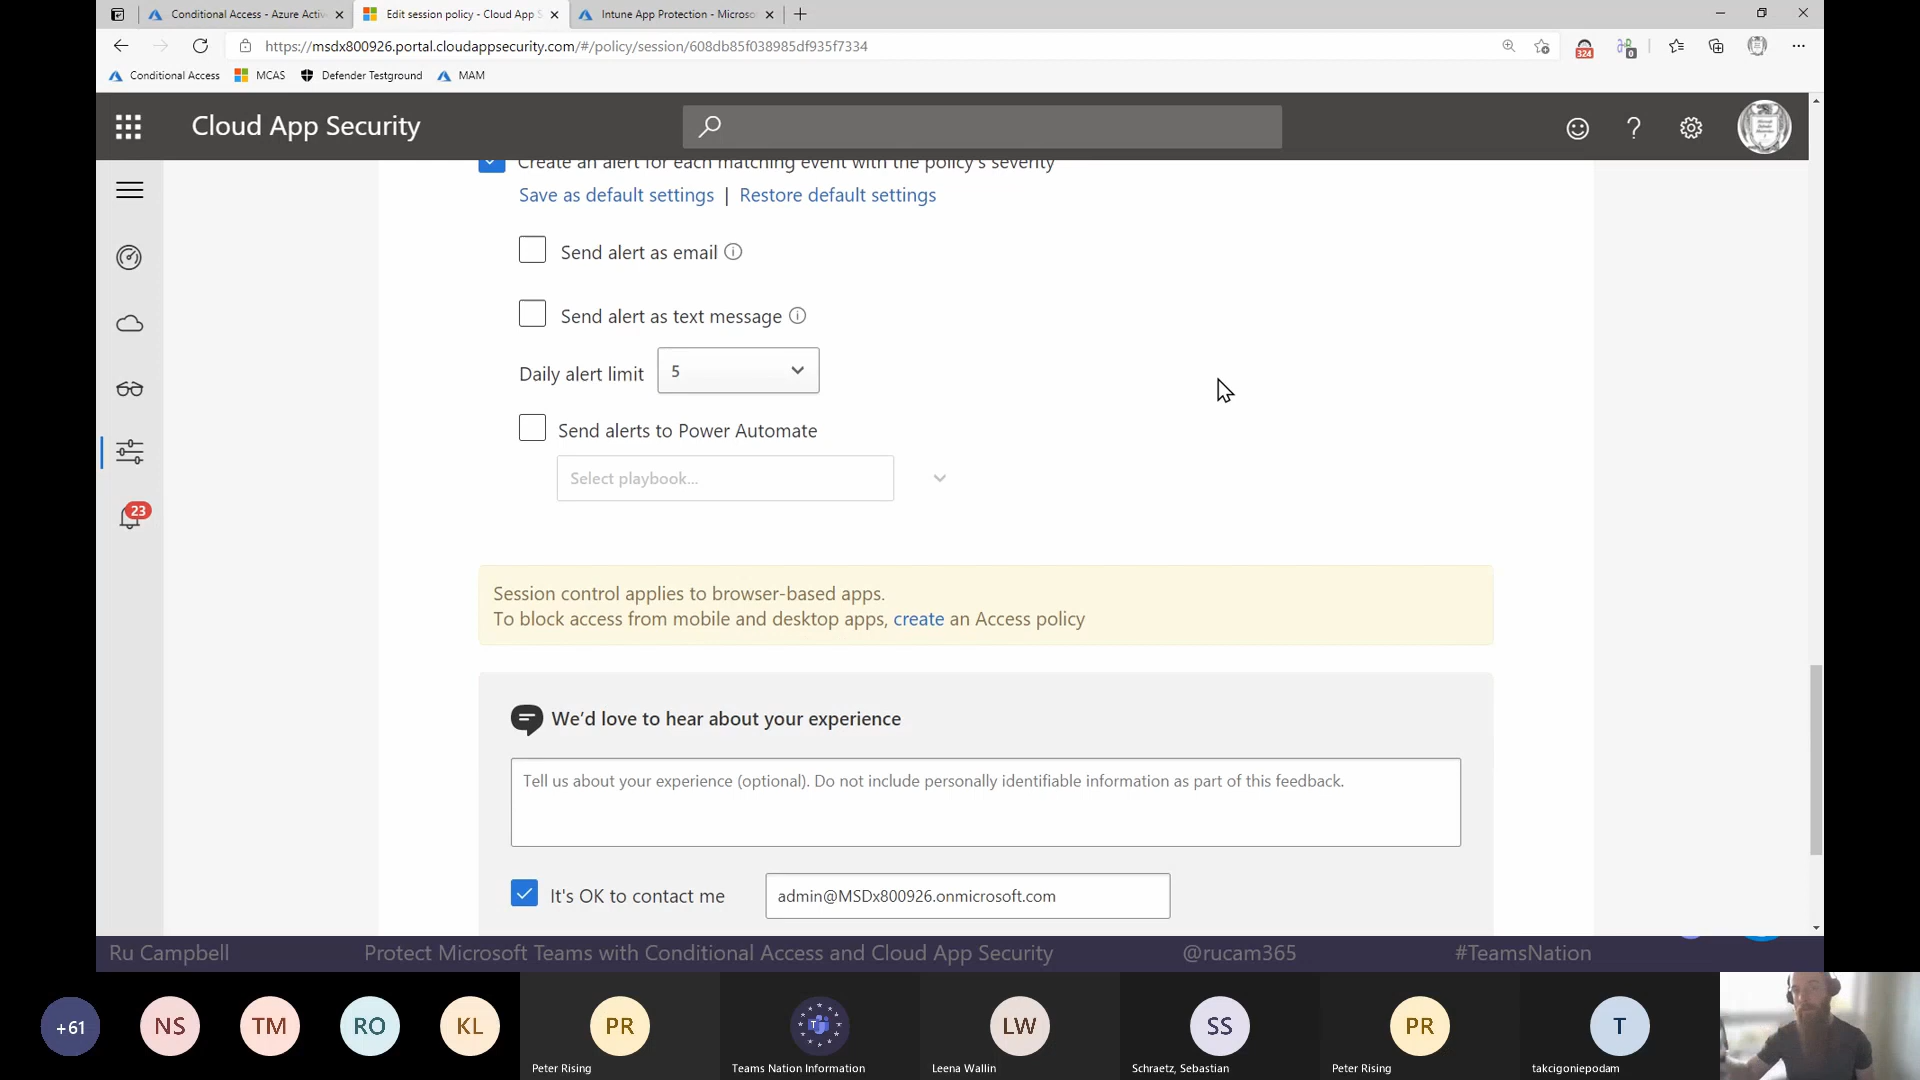 Conditional Access - Azure Activ
Edit session policy - Cloud App S
Intune App Protection - Microso
https://msdx800926.portal.cloudappsecurity.com/#/policy/session/608db85f038985df935f7334
324
0
Conditional Access
MCAS
Defender Testground
MAM
Cloud App Security
?
Create an alert for each matching event with the policy's severity
Save as default settings | Restore default settings
Send alert as email
Send alert as text message
Daily alert limit 5
Send alerts to Power Automate
Select playbook...
23
Session control applies to browser-based apps.
To block access from mobile and desktop apps, create an Access policy
We'd love to hear about your experience
Tell us about your experience (optional). Do not include personally identifiable information as part of this feedback.
It's OK to contact me
admin@MSDx800926.onmicrosoft.com
Ru Campbell Protect Microsoft Teams with Conditional Access and Cloud App Security @rucam365 #TeamsNation
+61 NS TM RO KL PR LW SS PR T
Peter Rising Teams Nation Information Leena Wallin Schraetz, Sebastian Peter Rising takcigoniepodam